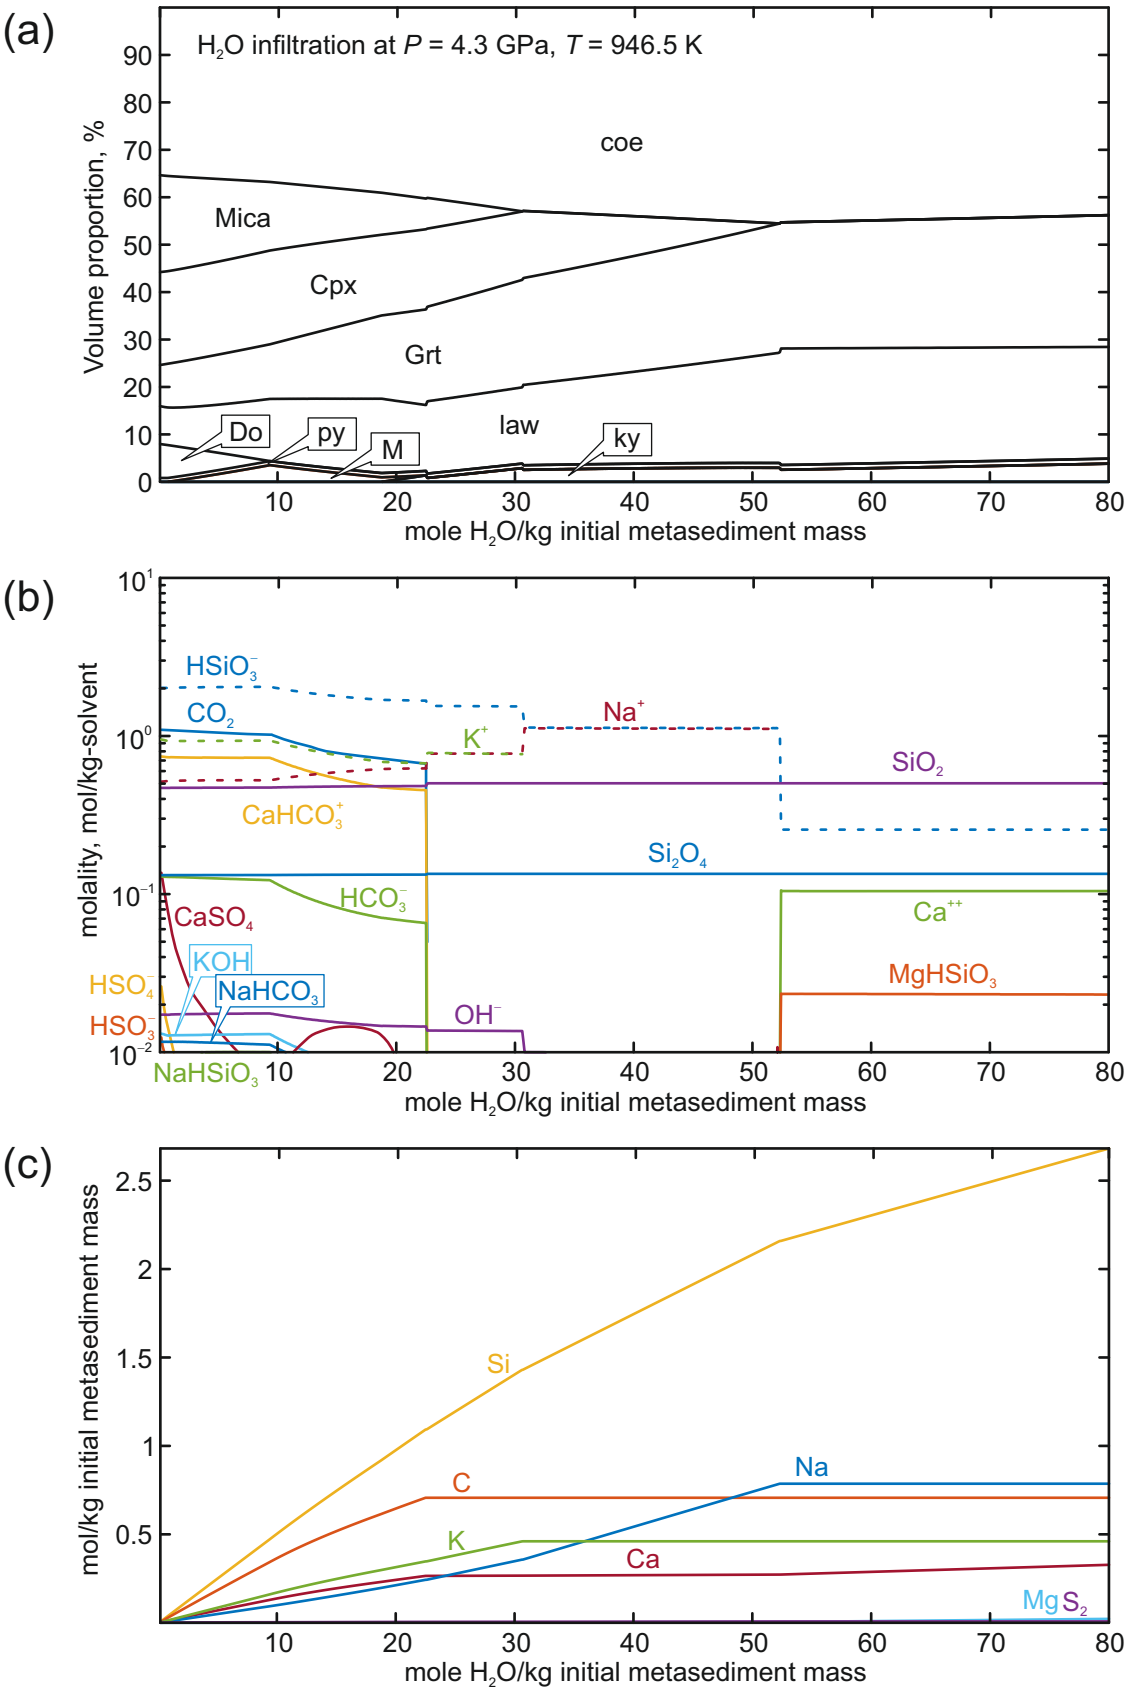 (a)
H₂O infiltration at P = 4.3 GPa, T = 946.5 K
Volume proportion, %
90
80
70
60
50
40
30
20
10
0
coe
Mica
Cpx
Grt
law
Do
py
M
ky
10 20 30 40 50 60 70 80
mole H₂O/kg initial metasediment mass
(b)
molality, mol/kg-solvent
10¹
10⁰
10⁻¹
10⁻²
HSiO₃⁻
CO₂
K⁺
Na⁺
SiO₂
CaHCO₃⁺
Si₂O₄
HCO₃⁻
CaSO₄
Ca⁺⁺
KOH
NaHCO₃
MgHSiO₃
HSO₄⁻
HSO₃⁻
OH⁻
NaHSiO₃
10 20 30 40 50 60 70 80
mole H₂O/kg initial metasediment mass
(c)
mol/kg initial metasediment mass
2.5
2
1.5
1
0.5
Si
C
Na
K
Ca
Mg S₂
10 20 30 40 50 60 70 80
mole H₂O/kg initial metasediment mass